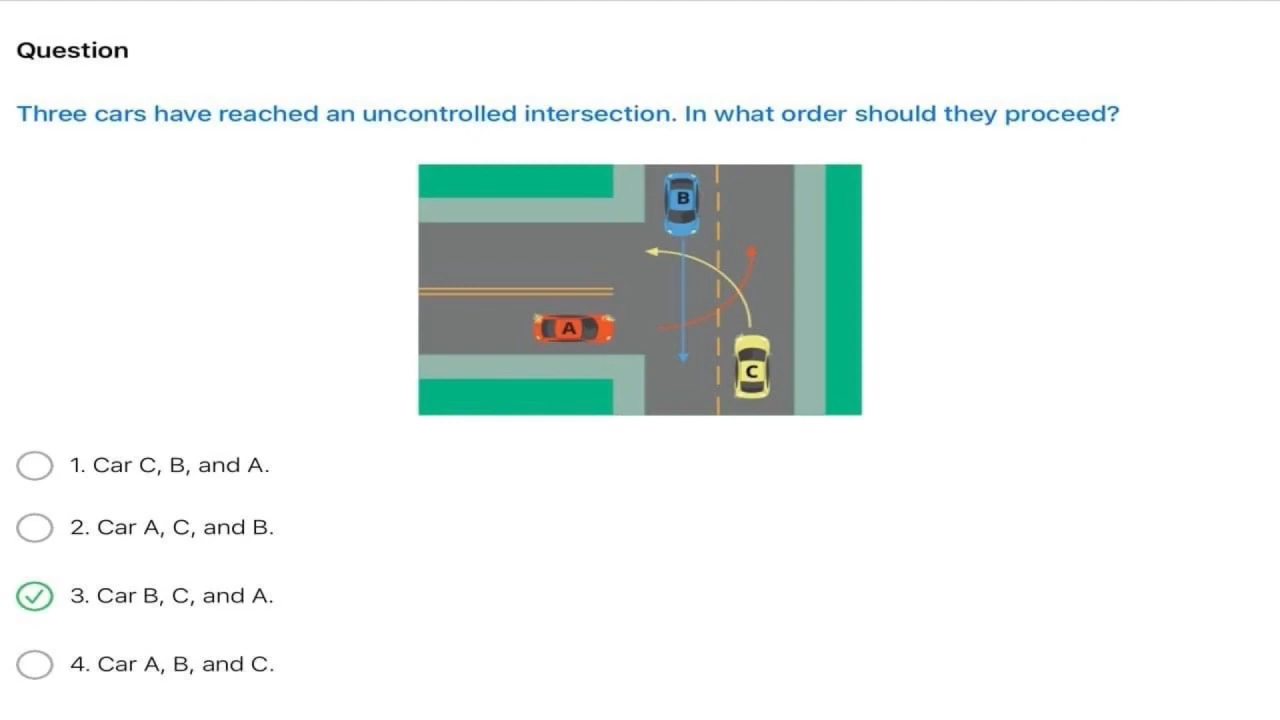 Question
Three cars have reached an uncontrolled intersection. In what order should they proceed?
B
A
C
1. Car C, B, and A.
2. Car A, C, and B.
3. Car B, C, and A.
4. Car A, B, and C.